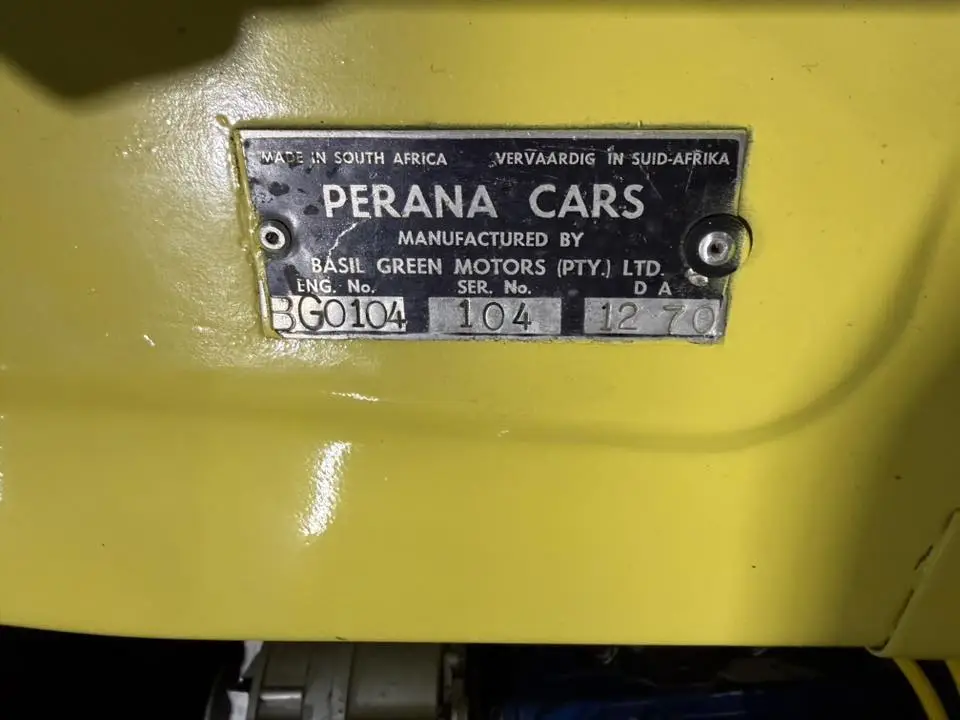 MADE IN SOUTH AFRICA VERVAARDIG IN SUID-AFRIKA
PERANA CARS
MANUFACTURED BY
BASIL GREEN MOTORS (PTY.) LTD.
ENG. No. SER. No. D A
BG0104 104 12 70